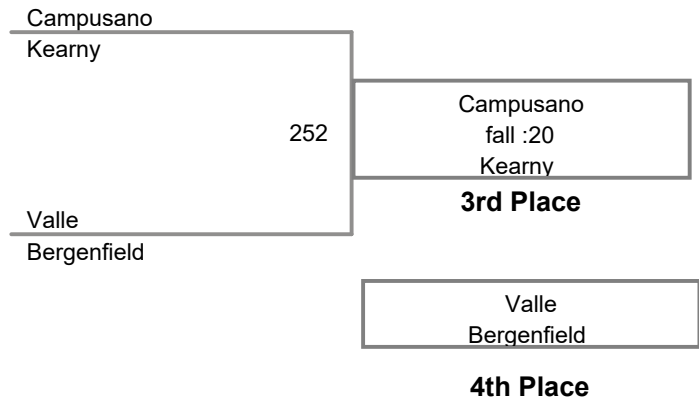 Campusano
Kearny
252
Campusano
fall :20
Kearny
3rd Place
Valle
Bergenfield
Valle
Bergenfield
4th Place